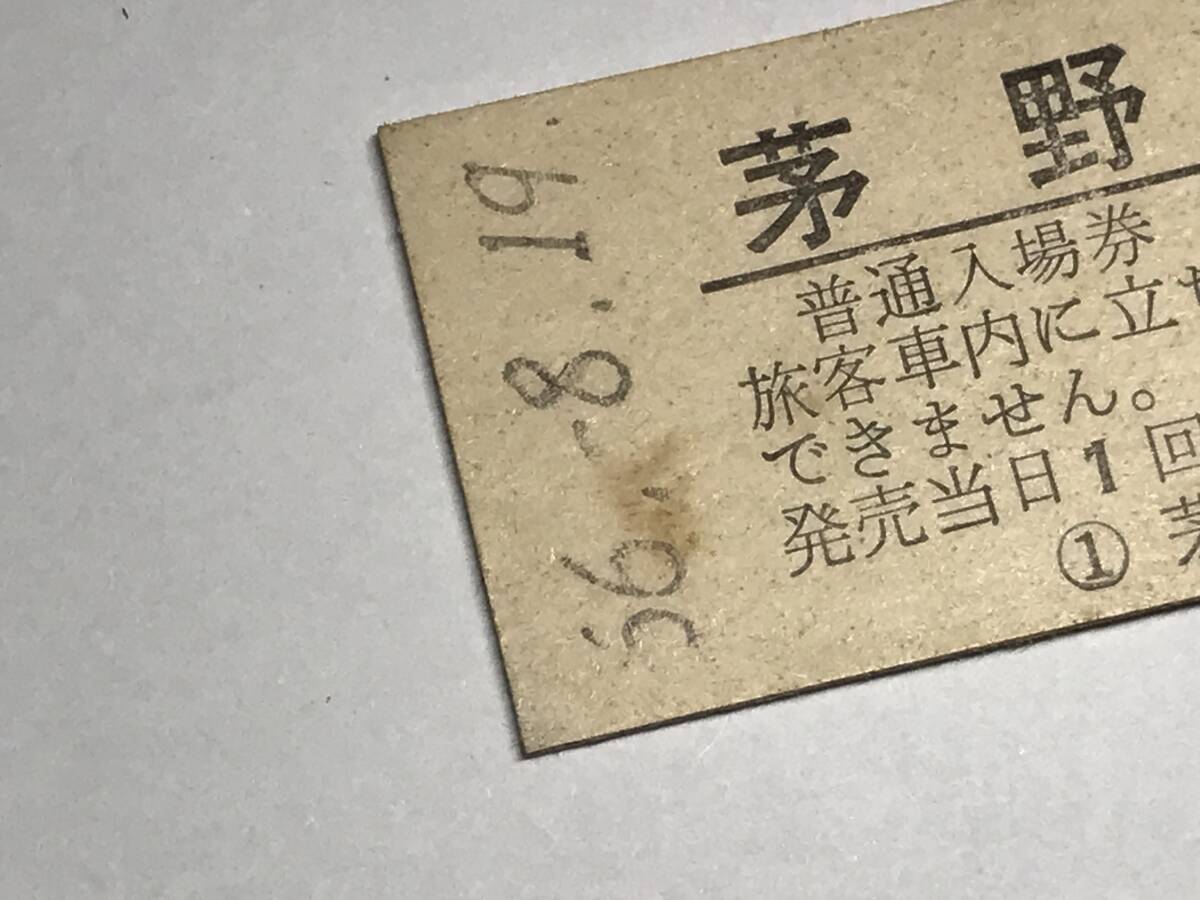 56.-8.19
茅野
普通入場券
旅客車内に立
できません。
発売当日1回
①